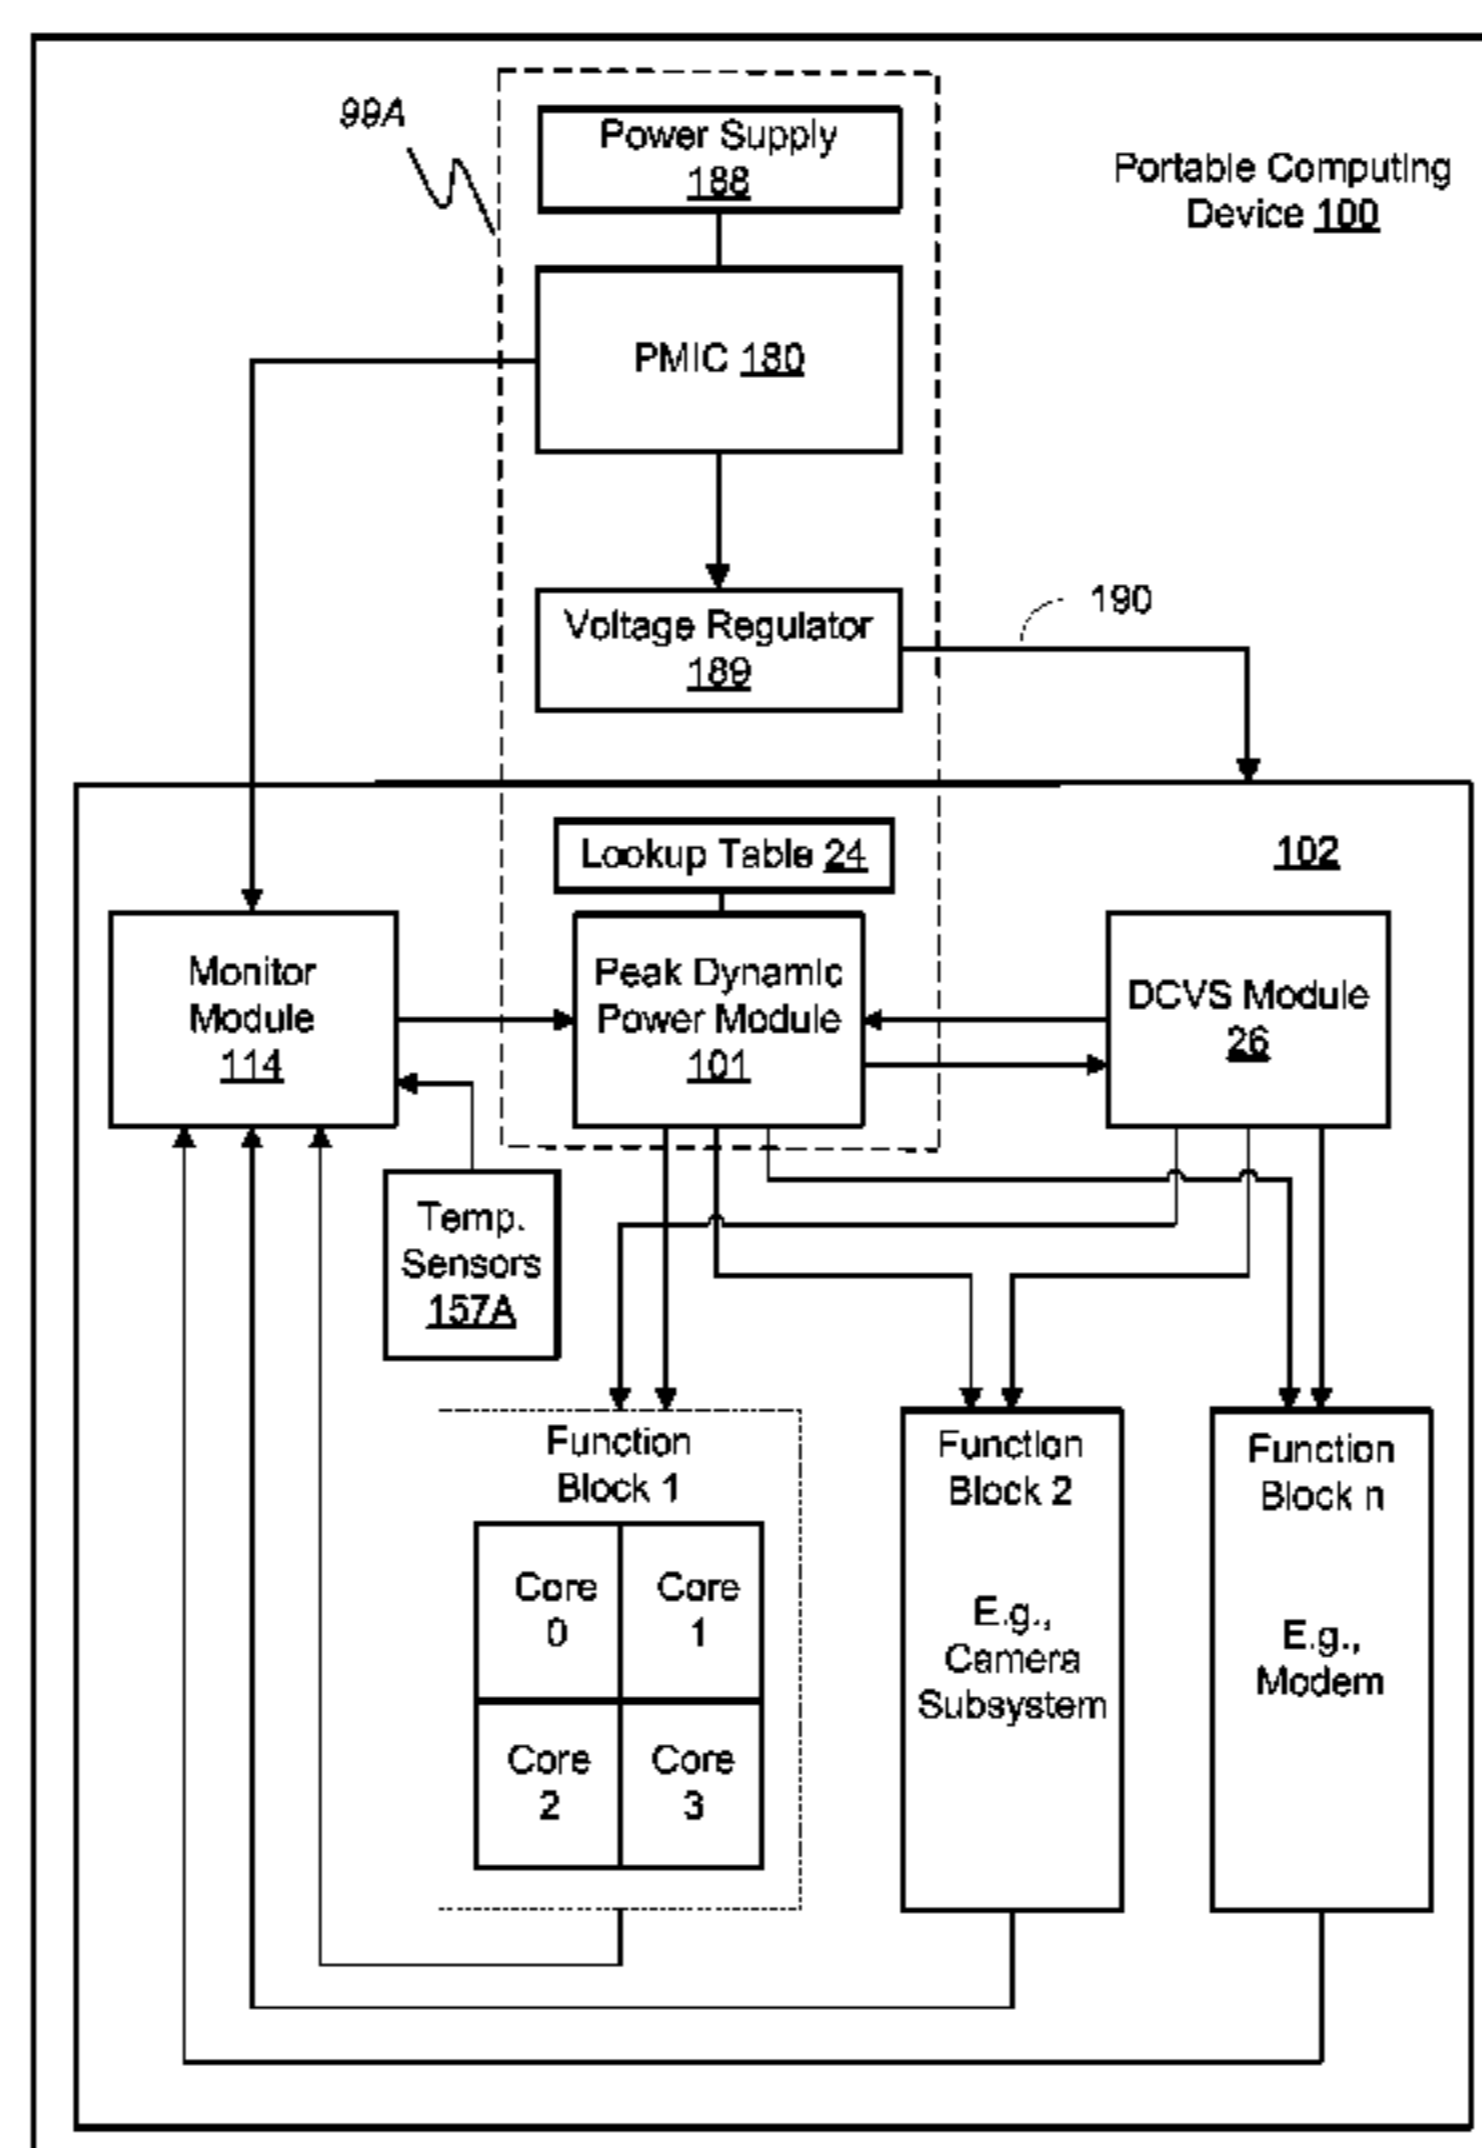 99A
Power Supply
188
Portable Computing
Device 100
PMIC 180
190
Voltage Regulator
189
Lookup Table 24
102
Monitor
Module
114
Peak Dynamic
Power Module
101
DCVS Module
26
Temp.
Sensors
157A
Function
Block 1
Core
0
Core
1
Core
2
Core
3
Function
Block 2
E.g.,
Camera
Subsystem
Function
Block n
E.g.,
Modem